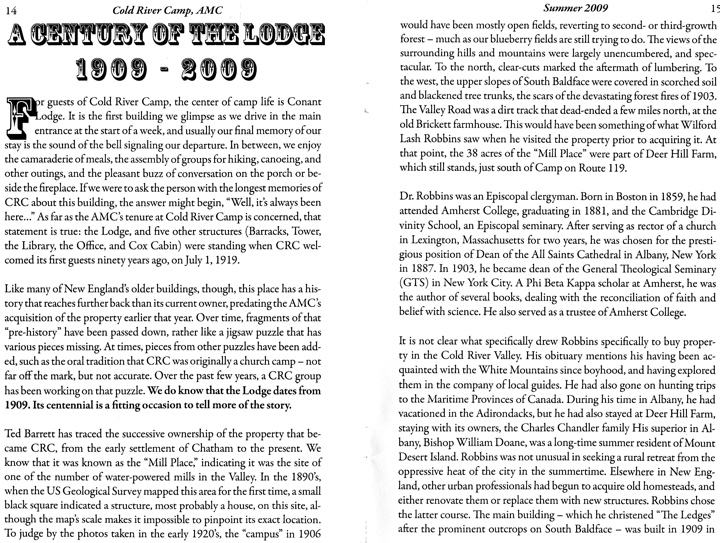 14
Cold River Camp, AMC
A CENTURY OF THE LODGE
1909 - 2009
For guests of Cold River Camp, the center of camp life is Conant
Lodge. It is the first building we glimpse as we drive in the main
entrance at the start of a week, and usually our final memory of our
stay is the sound of the bell signaling our departure. In between, we enjoy
the camaraderie of meals, the assembly of groups for hiking, canoeing, and
other outings, and the pleasant buzz of conversation on the porch or be-
side the fireplace. If we were to ask the person with the longest memories of
CRC about this building, the answer might begin, "Well, it's always been
here..." As far as the AMC's tenure at Cold River Camp is concerned, that
statement is true: the Lodge, and five other structures (Barracks, Tower,
the Library, the Office, and Cox Cabin) were standing when CRC wel-
comed its first guests ninety years ago, on July 1, 1919.
Like many of New England's older buildings, though, this place has a his-
tory that reaches further back than its current owner, predating the AMC's
acquisition of the property earlier that year. Over time, fragments of that
"pre-history" have been passed down, rather like a jigsaw puzzle that has
various pieces missing. At times, pieces from other puzzles have been add-
ed, such as the oral tradition that CRC was originally a church camp – not
far off the mark, but not accurate. Over the past few years, a CRC group
has been working on that puzzle. We do know that the Lodge dates from
1909. Its centennial is a fitting occasion to tell more of the story.
Ted Barrett has traced the successive ownership of the property that be-
came CRC, from the early settlement of Chatham to the present. We
know that it was known as the "Mill Place," indicating it was the site of
one of the number of water-powered mills in the Valley. In the 1890's,
when the US Geological Survey mapped this area for the first time, a small
black square indicated a structure, most probably a house, on this site, al-
though the map's scale makes it impossible to pinpoint its exact location.
To judge by the photos taken in the early 1920's, the "campus" in 1906
Summer 2009
15
would have been mostly open fields, reverting to second- or third-growth
forest – much as our blueberry fields are still trying to do. The views of the
surrounding hills and mountains were largely unencumbered, and spec-
tacular. To the north, clear-cuts marked the aftermath of lumbering. To
the west, the upper slopes of South Baldface were covered in scorched soil
and blackened tree trunks, the scars of the devastating forest fires of 1903.
The Valley Road was a dirt track that dead-ended a few miles north, at the
old Brickett farmhouse. This would have been something of what Wilford
Lash Robbins saw when he visited the property prior to acquiring it. At
that point, the 38 acres of the "Mill Place" were part of Deer Hill Farm,
which still stands, just south of Camp on Route 119.
Dr. Robbins was an Episcopal clergyman. Born in Boston in 1859, he had
attended Amherst College, graduating in 1881, and the Cambridge Di-
vinity School, an Episcopal seminary. After serving as rector of a church
in Lexington, Massachusetts for two years, he was chosen for the presti-
gious position of Dean of the All Saints Cathedral in Albany, New York
in 1887. In 1903, he became dean of the General Theological Seminary
(GTS) in New York City. A Phi Beta Kappa scholar at Amherst, he was
the author of several books, dealing with the reconciliation of faith and
belief with science. He also served as a trustee of Amherst College.
It is not clear what specifically drew Robbins specifically to buy proper-
ty in the Cold River Valley. His obituary mentions his having been ac-
quainted with the White Mountains since boyhood, and having explored
them in the company of local guides. He had also gone on hunting trips
to the Maritime Provinces of Canada. During his time in Albany, he had
vacationed in the Adirondacks, but he had also stayed at Deer Hill Farm,
staying with its owners, the Charles Chandler family His superior in Al-
bany, Bishop William Doane, was a long-time summer resident of Mount
Desert Island. Robbins was not unusual in seeking a rural retreat from the
oppressive heat of the city in the summertime. Elsewhere in New Eng-
land, other urban professionals had begun to acquire old homesteads, and
either renovate them or replace them with new structures. Robbins chose
the latter course. The main building – which he christened "The Ledges"
after the prominent outcrops on South Baldface – was built in 1909 in